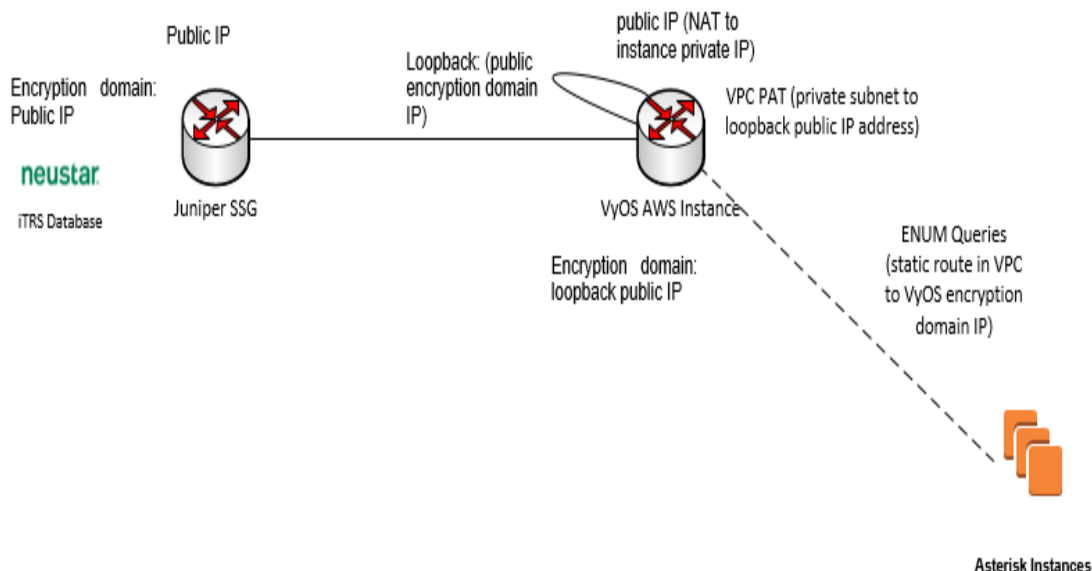 Public IP
Encryption domain:
Public IP
neustar
iTRS Database
Juniper SSG
Loopback: (public
encryption domain
IP)
public IP (NAT to
instance private IP)
VPC PAT (private subnet to
loopback public IP address)
VyOS AWS Instance
Encryption domain:
loopback public IP
ENUM Queries
(static route in VPC
to VyOS encryption
domain IP)
Asterisk Instances